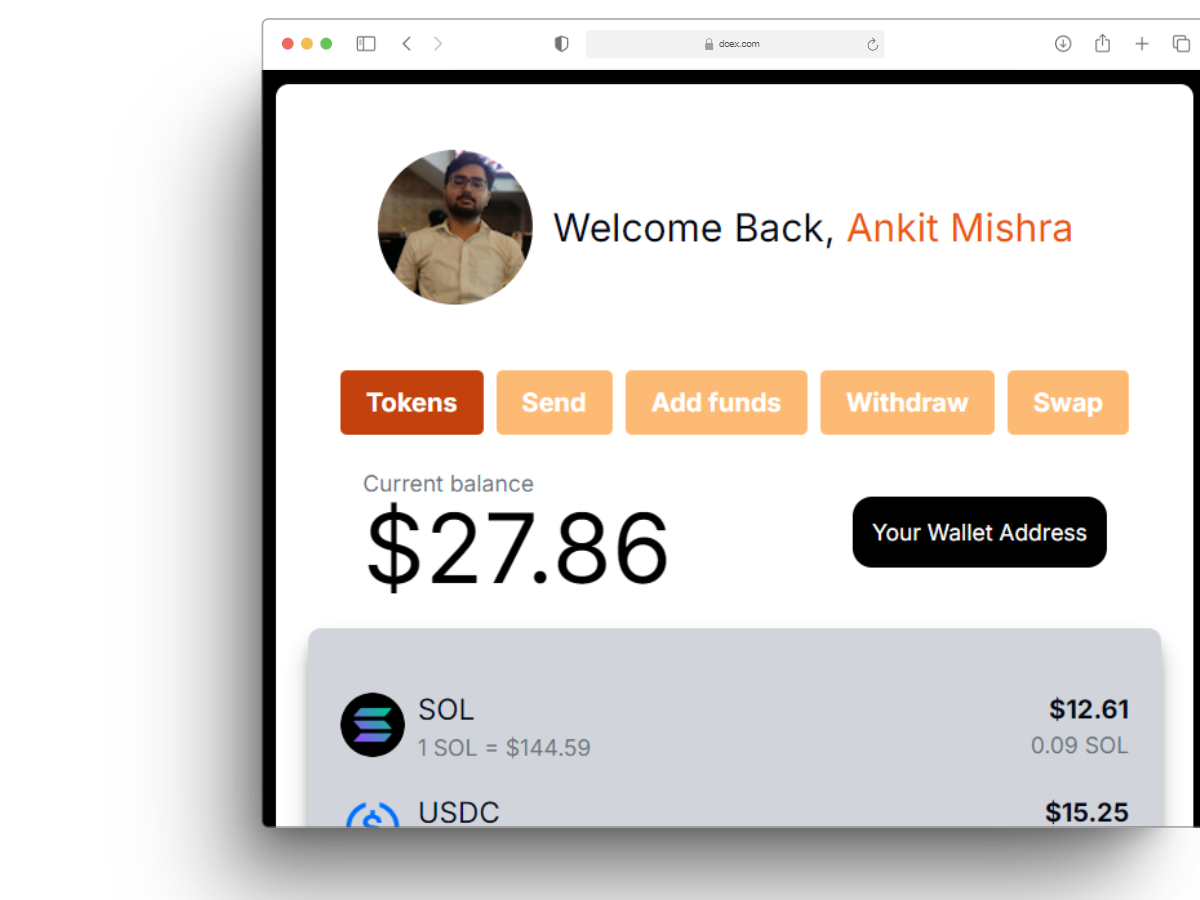 dcex.com
Welcome Back, Ankit Mishra
Tokens Send Add funds Withdraw Swap
Current balance
$27.86
Your Wallet Address
SOL $12.61
1 SOL = $144.59 0.09 SOL
USDC $15.25